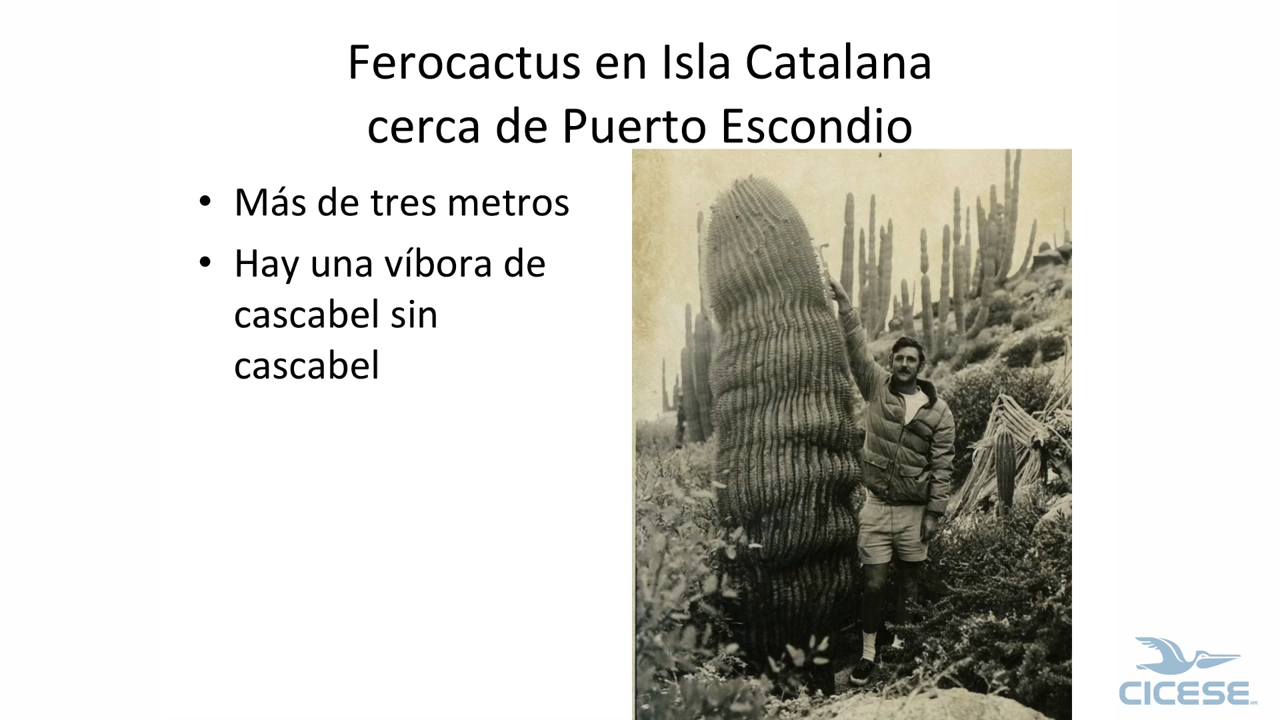 Ferocactus en Isla Catalana
cerca de Puerto Escondio
• Más de tres metros
• Hay una víbora de
cascabel sin
cascabel
CICESE